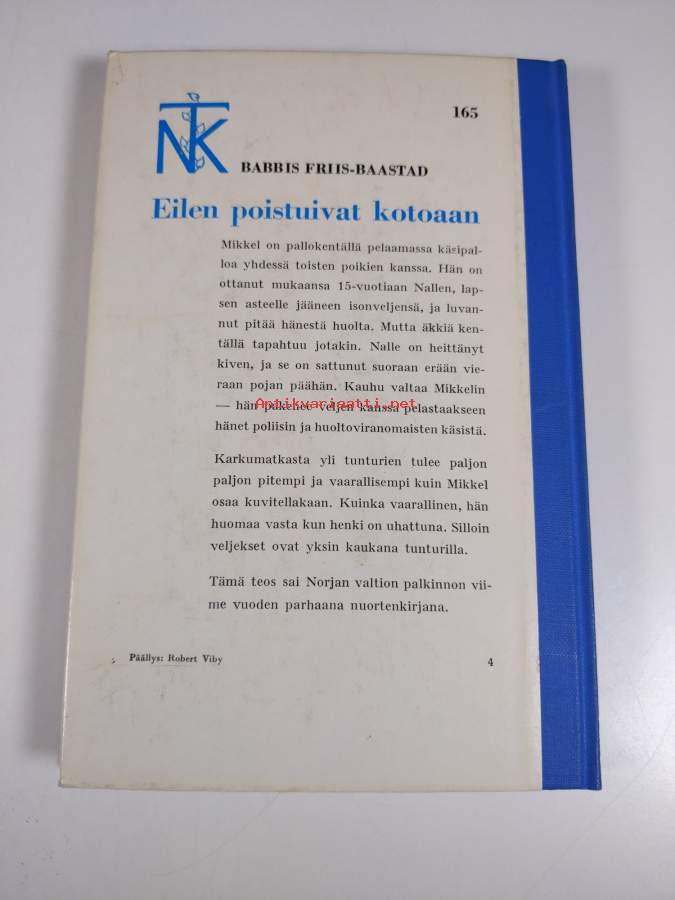 NTK
165
BABBIS FRIIS-BAASTAD
Eilen poistuivat kotoaan
Mikkel on pallokentällä pelaamassa käsipal-
loa yhdessä toisten poikien kanssa. Hän on
ottanut mukaansa 15-vuotiaan Nallen, lap-
sen asteelle jääneen isonveljensä, ja luvan-
nut pitää hänestä huolta. Mutta äkkiä ken-
tällä tapahtuu jotakin. Nalle on heittänyt
kiven, ja se on sattunut suoraan erään vie-
raan pojan päähän. Kauhu valtaa Mikkelin
— hän pakenee veljen kanssa pelastaakseen
Antikvariaatti.net
hänet poliisin ja huoltoviranomaisten käsistä.
Karkumatkasta yli tunturien tulee paljon
paljon pitempi ja vaarallisempi kuin Mikkel
osaa kuvitellakaan. Kuinka vaarallinen, hän
huomaa vasta kun henki on uhattuna. Silloin
veljekset ovat yksin kaukana tunturilla.
Tämä teos sai Norjan valtion palkinnon vii-
me vuoden parhaana nuortenkirjana.
Päällys: Robert Viby
4